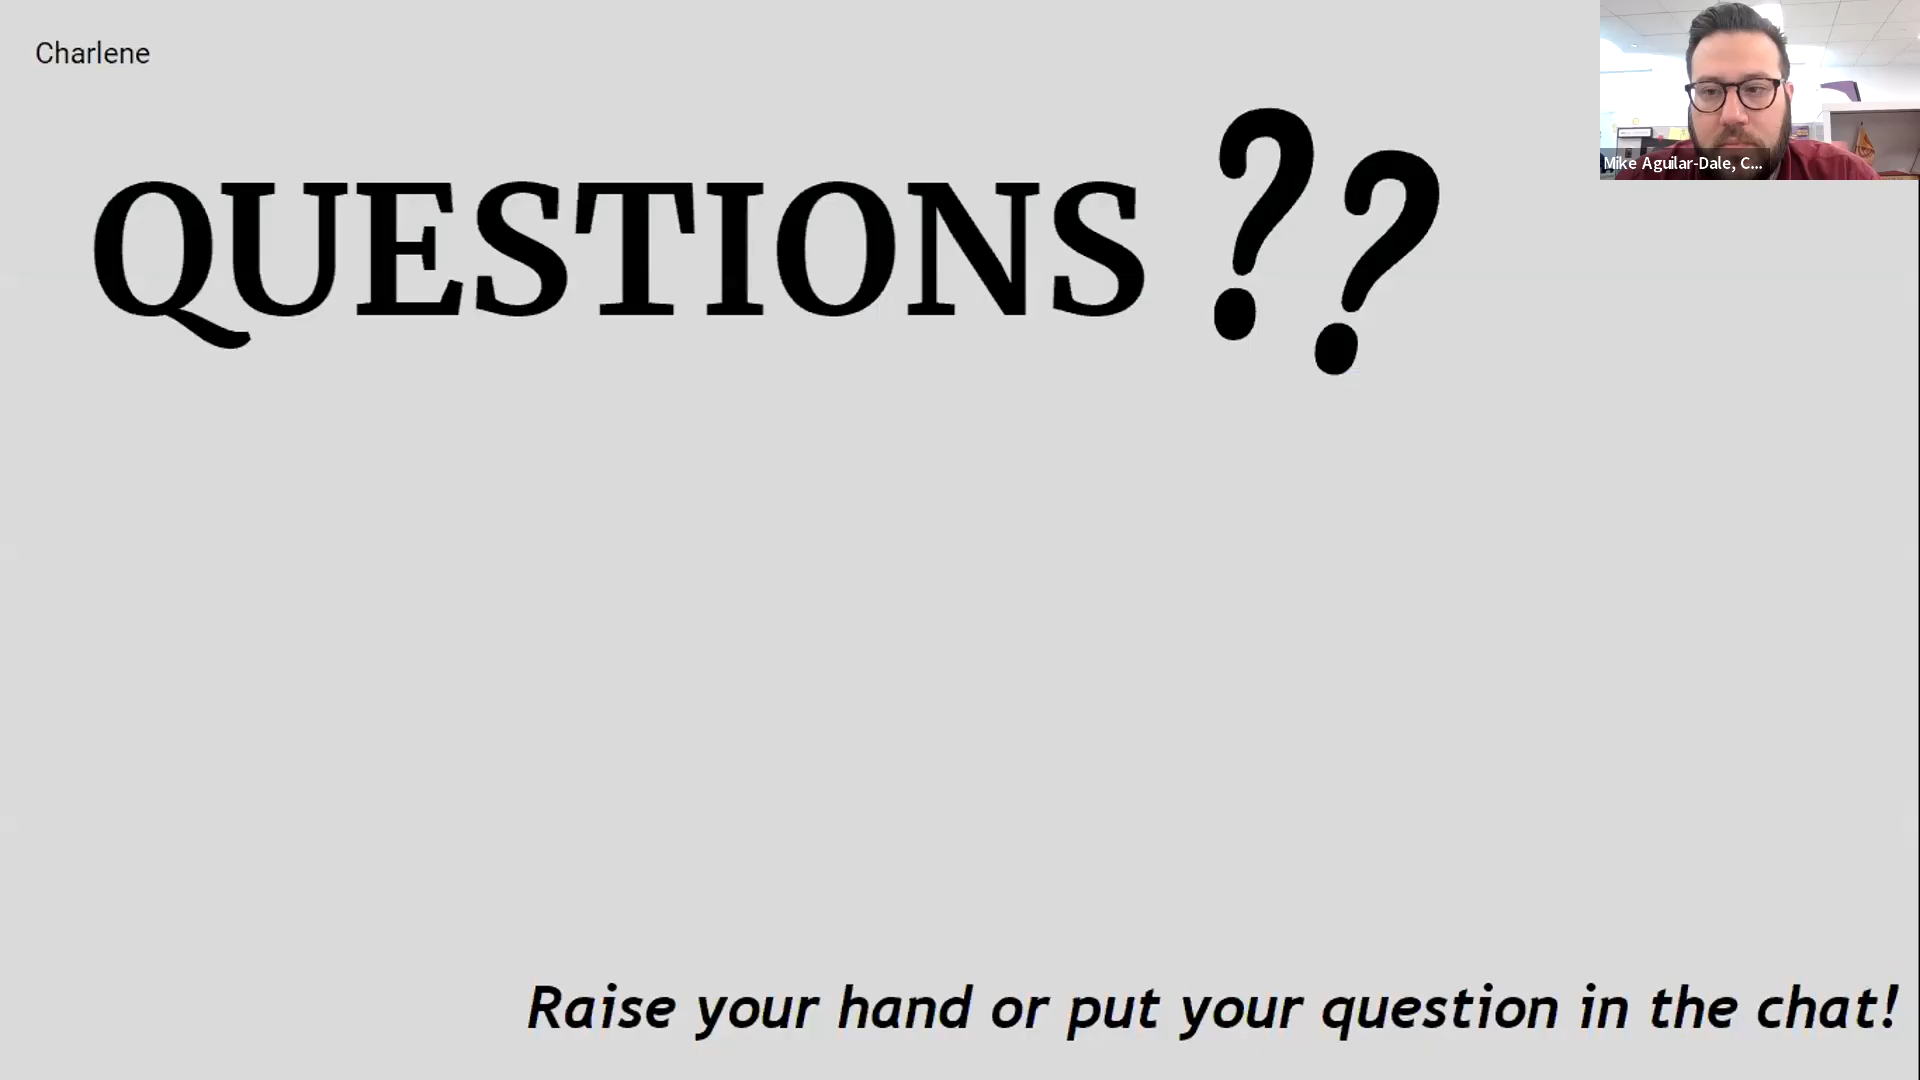 Charlene
QUESTIONS??
Mike Aguilar-Dale, C...
Raise your hand or put your question in the chat!